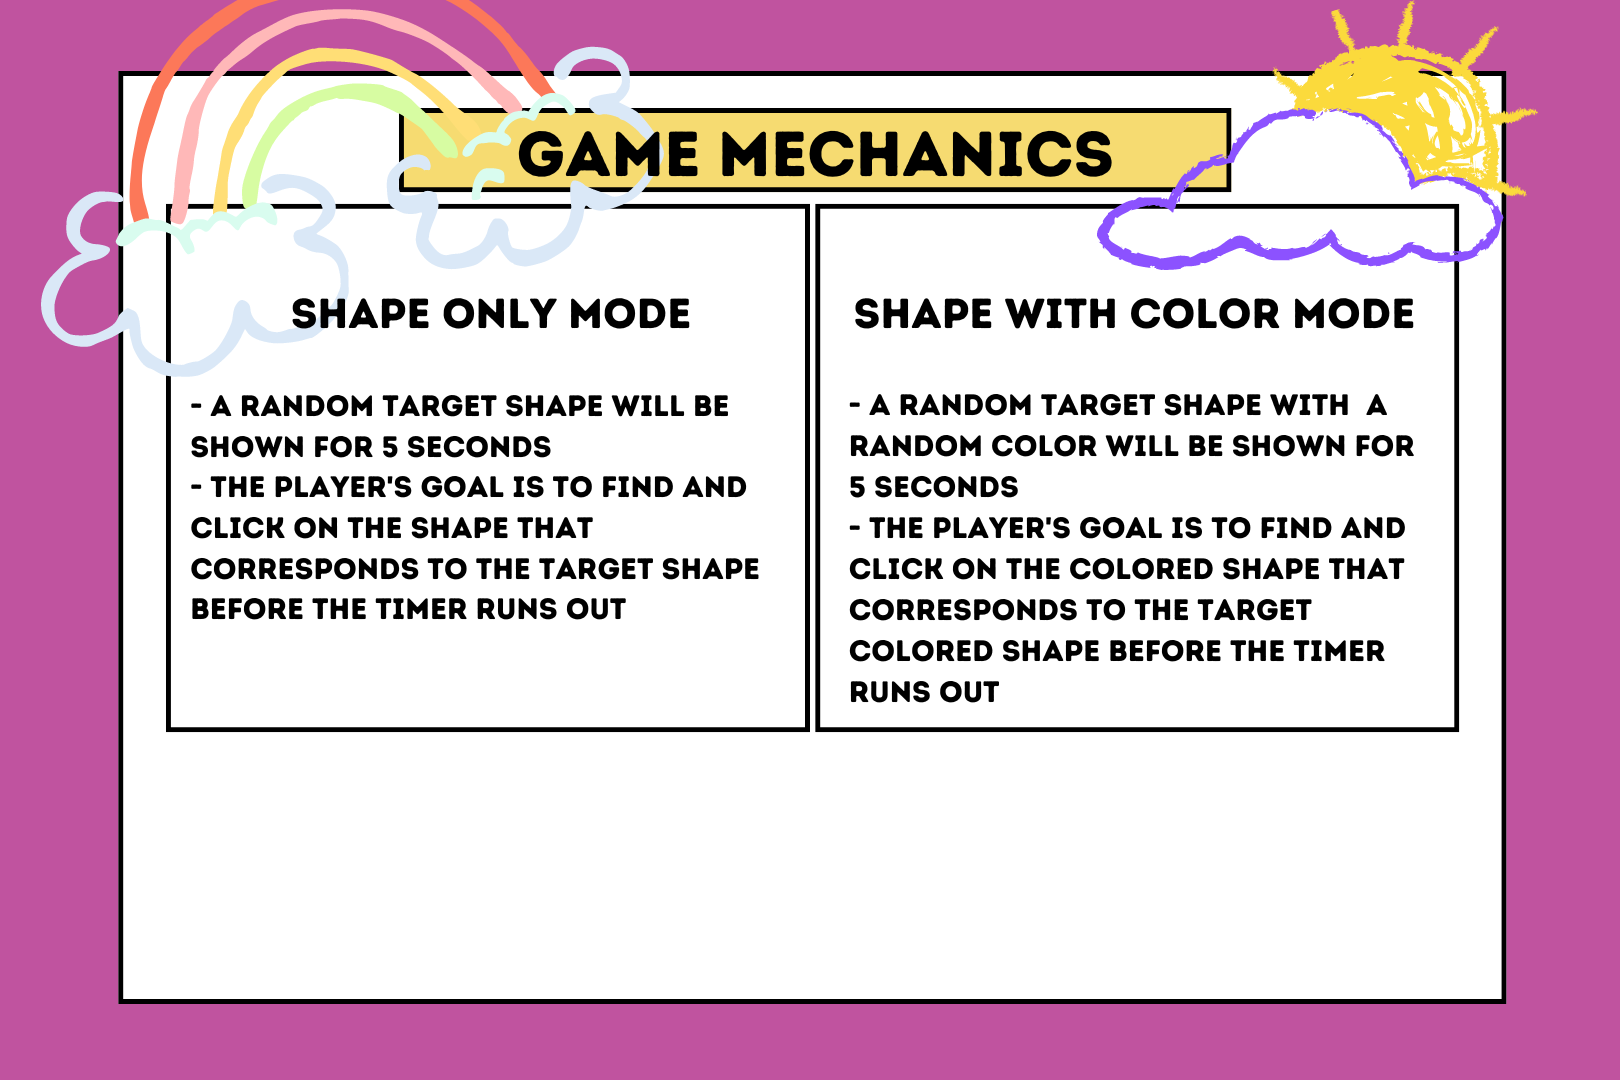 GAME MECHANICS
SHAPE ONLY MODE
- A RANDOM TARGET SHAPE WILL BE
SHOWN FOR 5 SECONDS
- THE PLAYER'S GOAL IS TO FIND AND
CLICK ON THE SHAPE THAT
CORRESPONDS TO THE TARGET SHAPE
BEFORE THE TIMER RUNS OUT
SHAPE WITH COLOR MODE
- A RANDOM TARGET SHAPE WITH  A
RANDOM COLOR WILL BE SHOWN FOR
5 SECONDS
- THE PLAYER'S GOAL IS TO FIND AND
CLICK ON THE COLORED SHAPE THAT
CORRESPONDS TO THE TARGET
COLORED SHAPE BEFORE THE TIMER
RUNS OUT